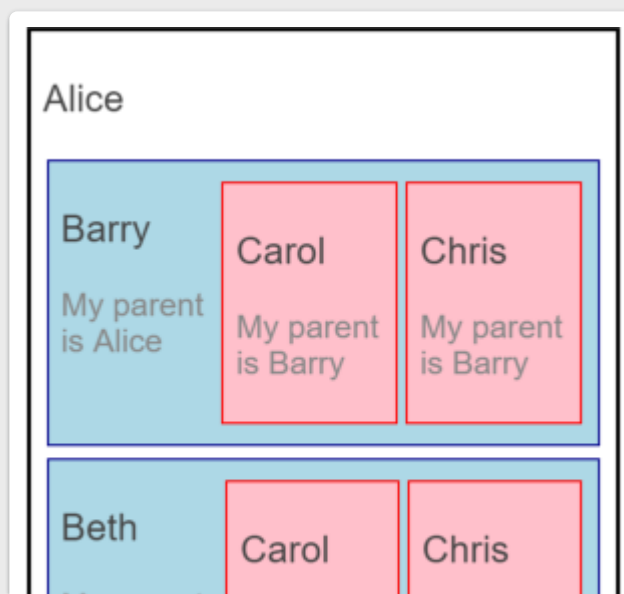 Alice
Barry
My parent
is Alice
Carol
My parent
is Barry
Chris
My parent
is Barry
Beth
Carol
Chris